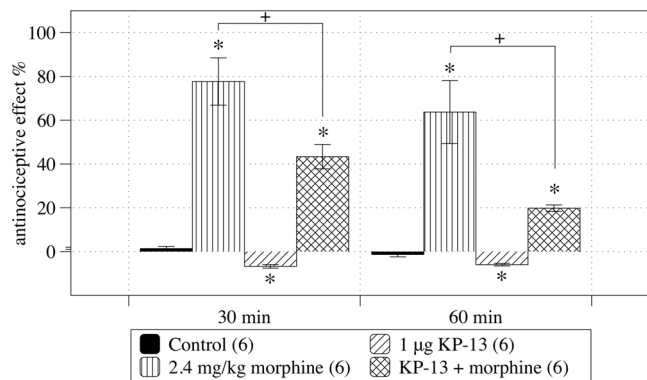 +
+
100
80
60
40
20
0
antinociceptive effect %
*
*
*
*
*
*
*
*
30 min
60 min
Control (6)
1 μg KP-13 (6)
2.4 mg/kg morphine (6)
KP-13 + morphine (6)